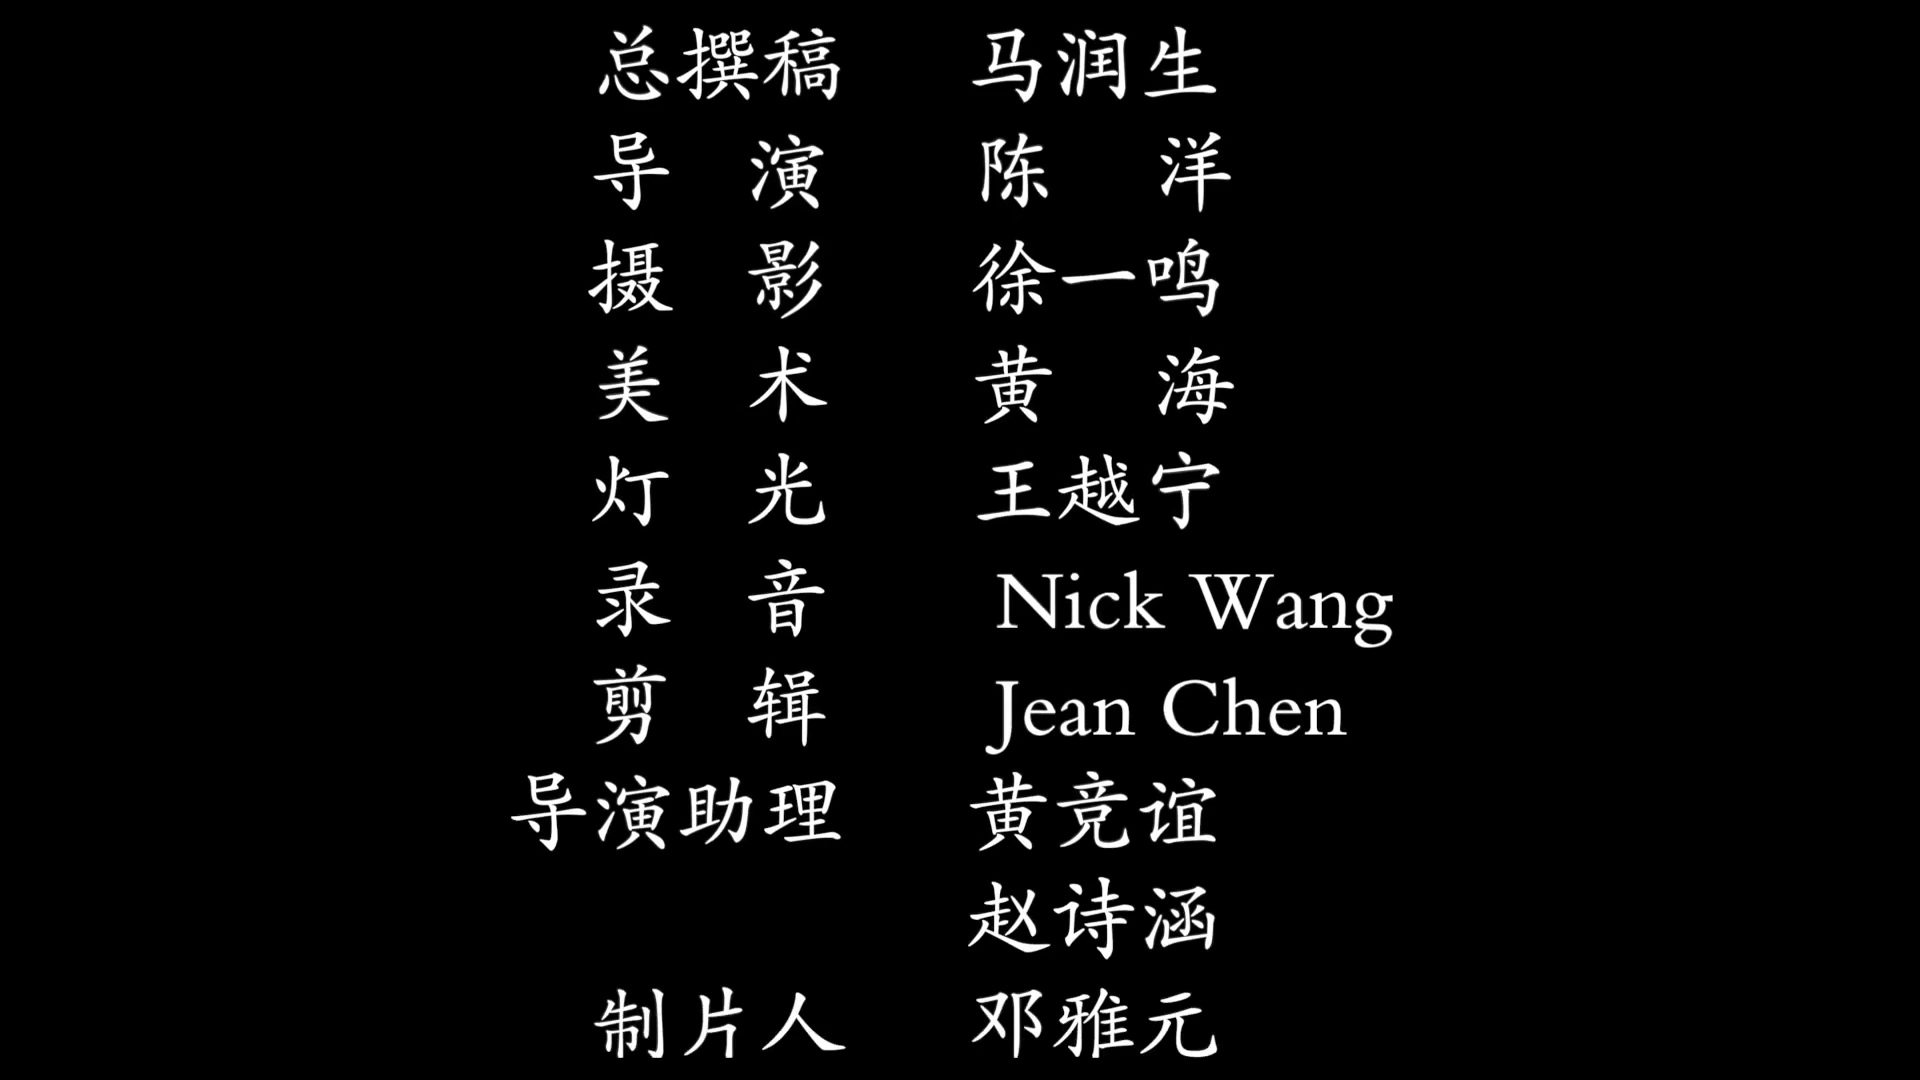 总撰稿 马润生
导演 陈洋
摄影 徐一鸣
美术 黄海
灯光 王越宁
录音 Nick Wang
剪辑 Jean Chen
导演助理 黄竞谊
赵诗涵
制片人 邓雅元